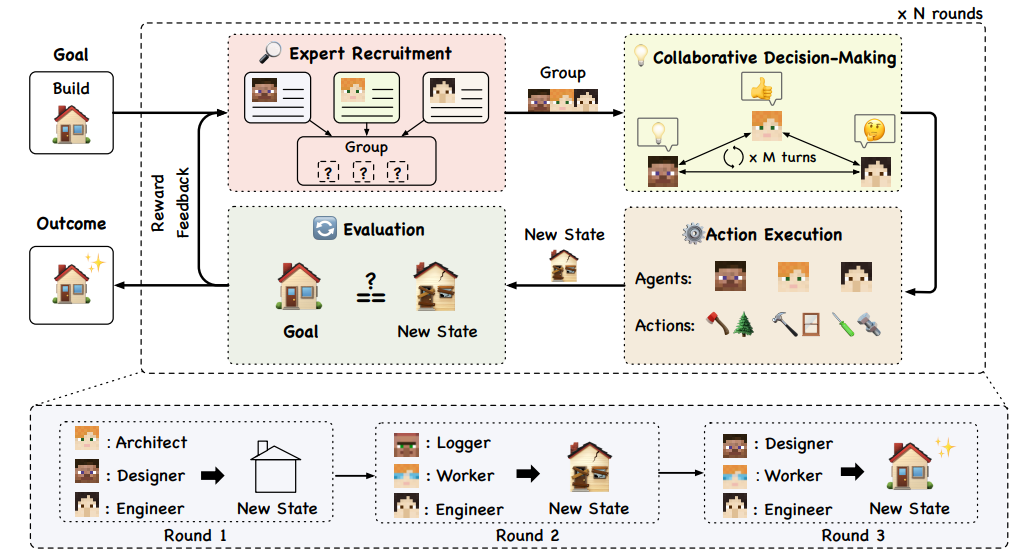 x N rounds
Goal
Build
Expert Recruitment
Group
? ? ?
Group
Collaborative Decision-Making
x M turns
Reward
Feedback
Outcome
Evaluation
?
==
Goal
New State
New State
Action Execution
Agents:
Actions:
: Architect
: Designer
: Engineer
New State
Round 1
: Logger
: Worker
: Engineer
New State
Round 2
: Designer
: Worker
: Engineer
New State
Round 3